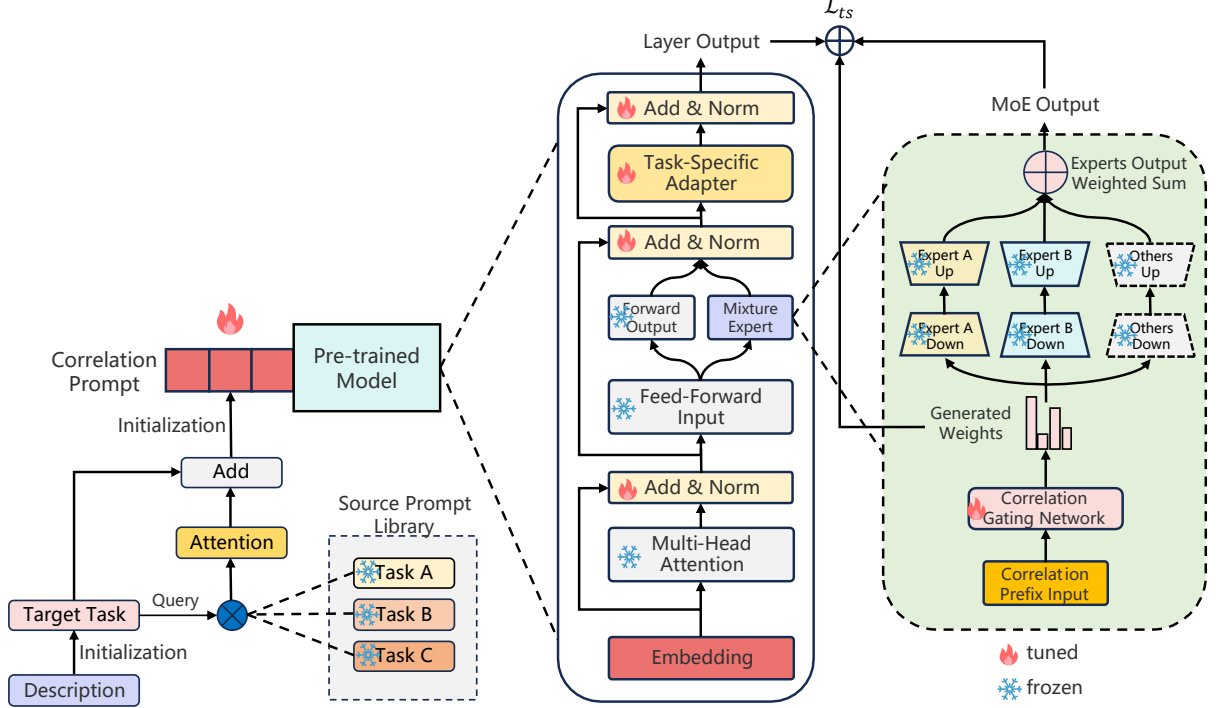 Correlation
Prompt
Pre-trained
Model
Initialization
Add
Attention
Source Prompt
Library
Task A
Task B
Task C
Target Task
Query
Initialization
Description
Layer Output
Add & Norm
Task-Specific
Adapter
Add & Norm
Forward
Output
Mixture
Expert
Feed-Forward
Input
Add & Norm
Multi-Head
Attention
Embedding
ℒts
MoE Output
Experts Output
Weighted Sum
Expert A
Up
Expert B
Up
Others
Up
Expert A
Down
Expert B
Down
Others
Down
Generated
Weights
Correlation
Gating Network
Correlation
Prefix Input
tuned
frozen